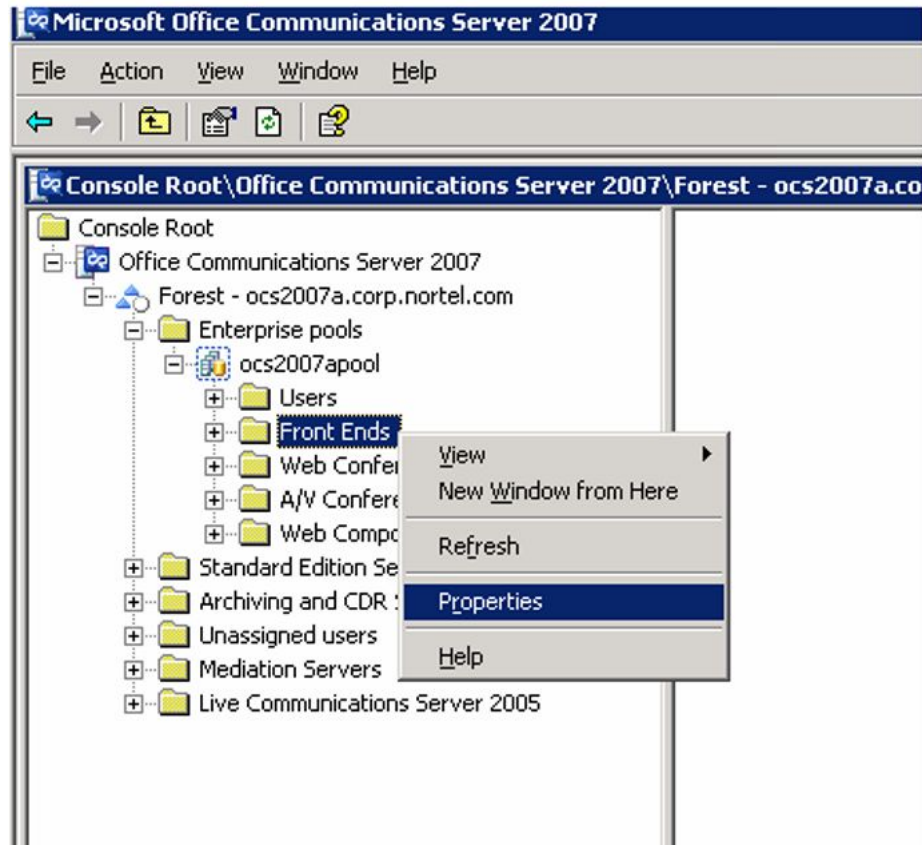 Microsoft Office Communications Server 2007
File Action View Window Help
Console Root\Office Communications Server 2007\Forest - ocs2007a.co
Console Root
Office Communications Server 2007
Forest - ocs2007a.corp.nortel.com
Enterprise pools
ocs2007apool
Users
Front Ends
Web Confer
A/V Confere
Web Compo
Standard Edition Se
Archiving and CDR S
Unassigned users
Mediation Servers
Live Communications Server 2005
View
New Window from Here
Refresh
Properties
Help